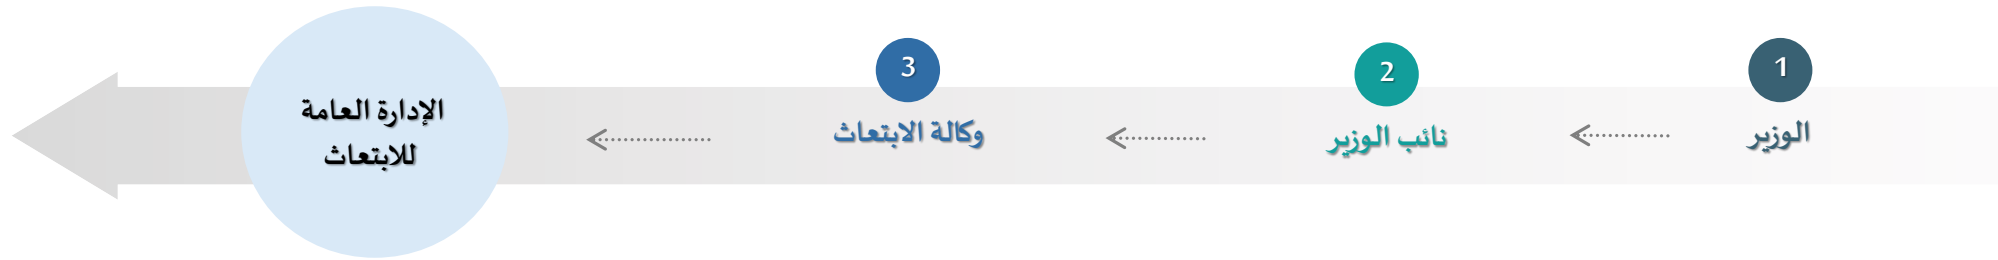 1
الوزير
2
نائب الوزير
3
وكالة الابتعاث
الإدارة العامة
للابتعاث